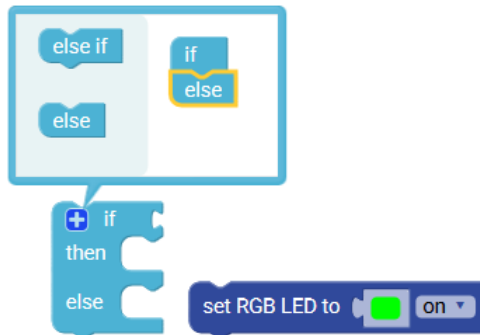 else if
if
else
else
if
then
else
set RGB LED to on